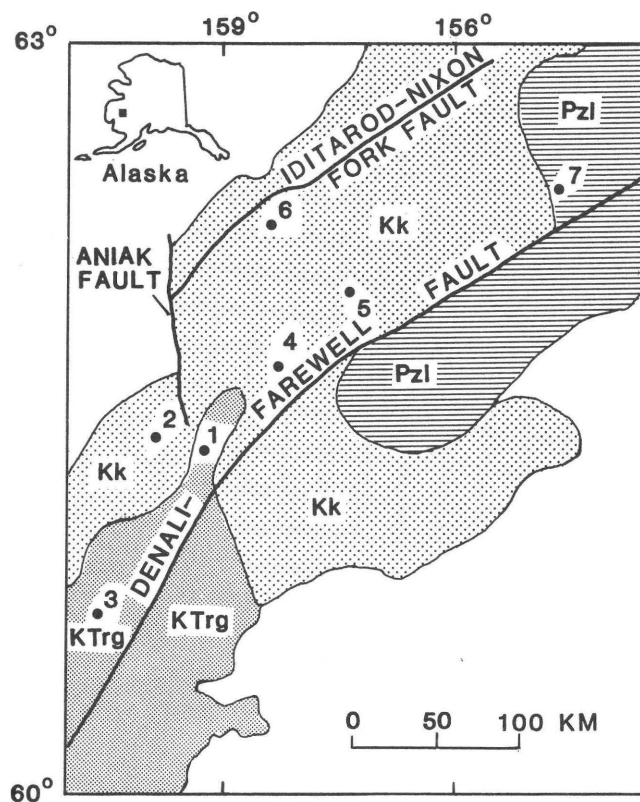 159° 156°
63°
Alaska
IDITAROD-NIXON
FORK FAULT
Pzl
7
6
Kk
ANIAK
FAULT
5
4
FAREWELL FAULT
Pzl
2
1
Kk
Kk
DENALI-
3
KTrg
KTrg
0 50 100 KM
60°